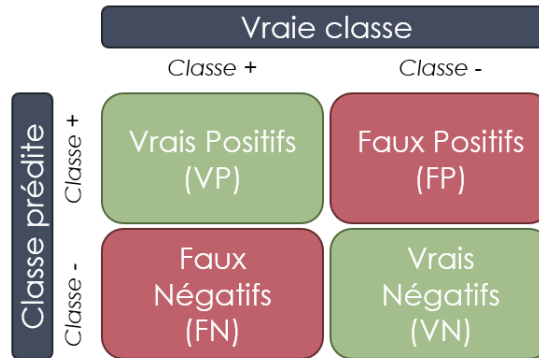 Vraie classe
Classe +
Classe -
Classe prédite
Classe +
Vrais Positifs
(VP)
Faux Positifs
(FP)
Classe -
Faux
Négatifs
(FN)
Vrais
Négatifs
(VN)